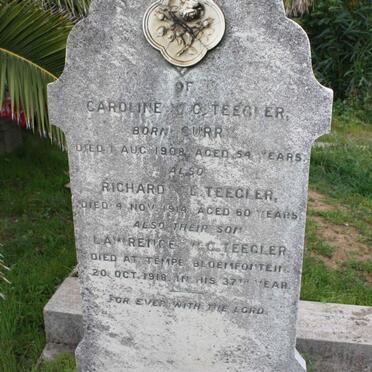 OF
CAROLINE C. TEEGLER,
BORN CURR
DIED 1 AUG. 1908, AGED 54 YEARS.
ALSO
RICHARD TEEGLER,
DIED 4 NOV. 1914, AGED 60 YEARS
ALSO THEIR SON
LAWRENCE C. TEEGLER
DIED AT TEMPE BLOEMFONTEIN
20 OCT. 1918 IN HIS 37TH YEAR
FOR EVER WITH THE LORD.